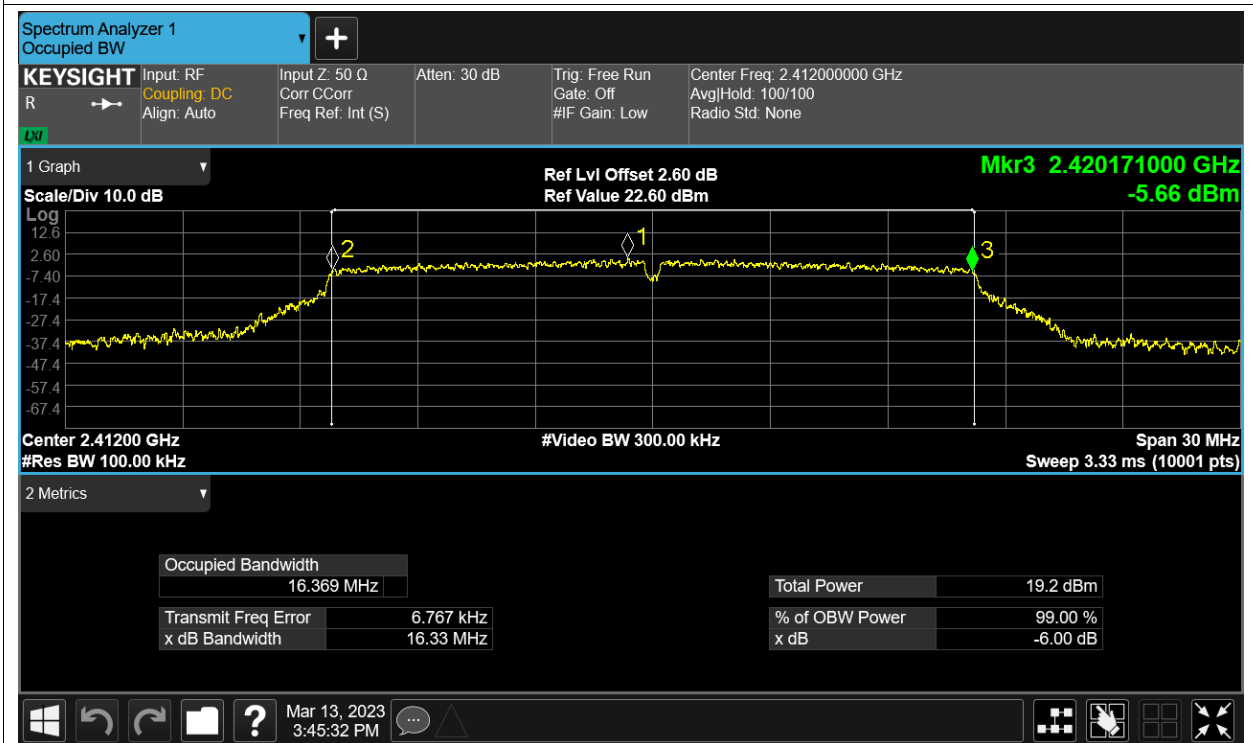 Spectrum Analyzer 1
Occupied BW
+
KEYSIGHT
R
LXI
Input: RF
Coupling: DC
Align: Auto
Input Z: 50 Ω
Corr CCorr
Freq Ref: Int (S)
Atten: 30 dB
Trig: Free Run
Gate: Off
#IF Gain: Low
Center Freq: 2.412000000 GHz
Avg|Hold: 100/100
Radio Std: None
1 Graph
Scale/Div 10.0 dB
Ref Lvl Offset 2.60 dB
Ref Value 22.60 dBm
Mkr3 2.420171000 GHz
-5.66 dBm
Log
12.6
2.60
-7.40
-17.4
-27.4
-37.4
-47.4
-57.4
-67.4
2
1
3
Center 2.41200 GHz
#Video BW 300.00 kHz
Span 30 MHz
#Res BW 100.00 kHz
Sweep 3.33 ms (10001 pts)
2 Metrics
Occupied Bandwidth
16.369 MHz
Total Power 19.2 dBm
Transmit Freq Error 6.767 kHz
% of OBW Power 99.00 %
x dB Bandwidth 16.33 MHz
x dB -6.00 dB
?
Mar 13, 2023
3:45:32 PM